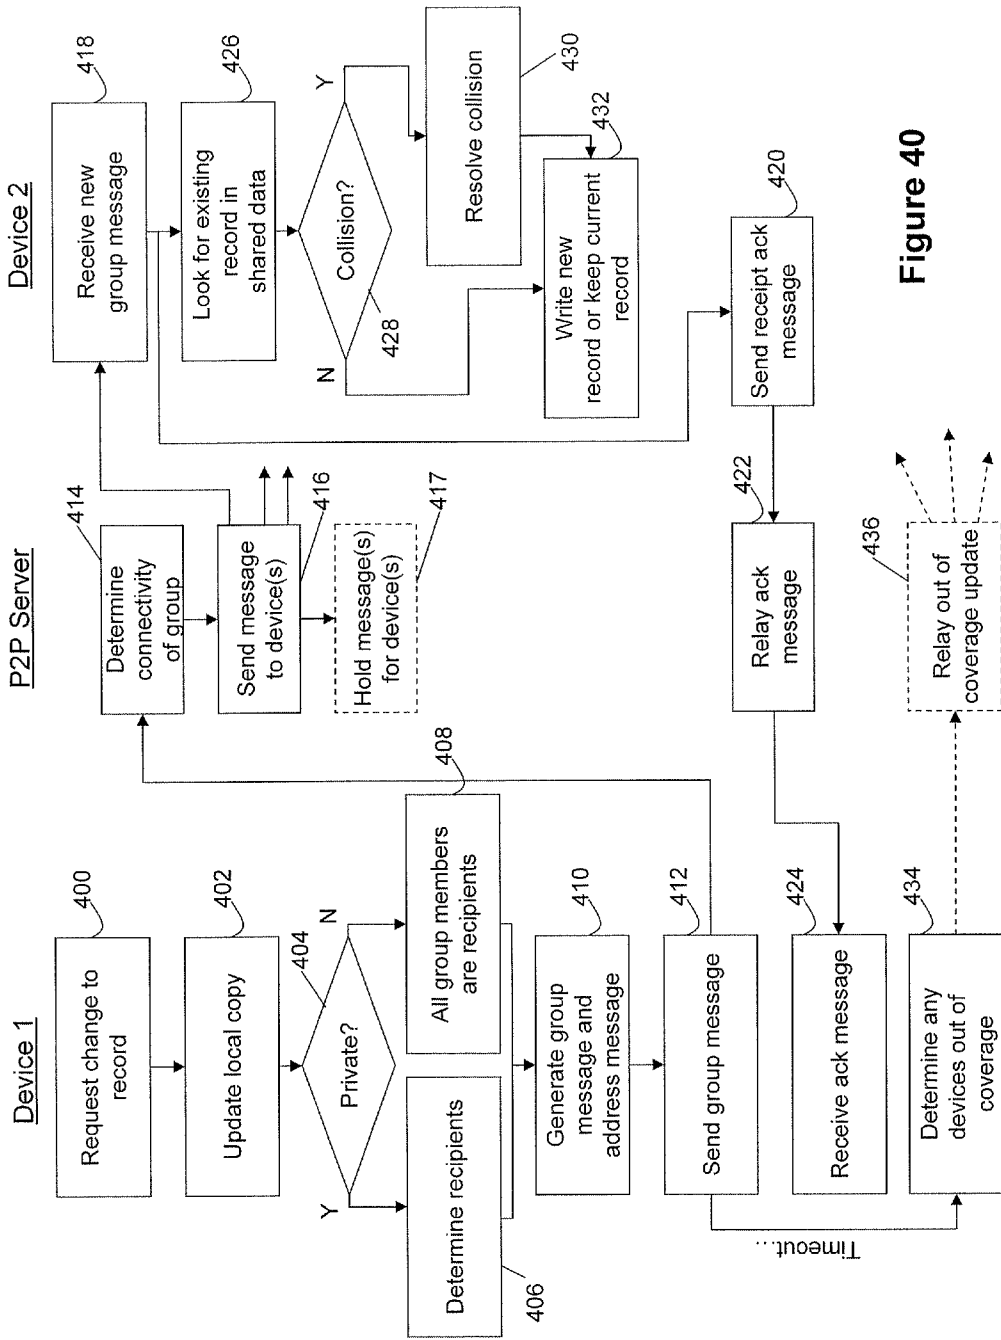 Device 1
400
Request change to
record
402
Update local copy
404
Private?
Y
N
Determine recipients
406
408
All group members
are recipients
410
Generate group
message and
address message
412
Send group message
Timeout...
424
Receive ack message
434
Determine any
devices out of
coverage
P2P Server
414
Determine
connectivity
of group
416
Send message
to device(s)
417
Hold message(s)
for device(s)
422
Relay ack
message
436
Relay out of
coverage update
Device 2
418
Receive new
group message
426
Look for existing
record in
shared data
Collision?
428
N
Y
430
Resolve collision
432
Write new
record or keep current
record
420
Send receipt ack
message
Figure 40